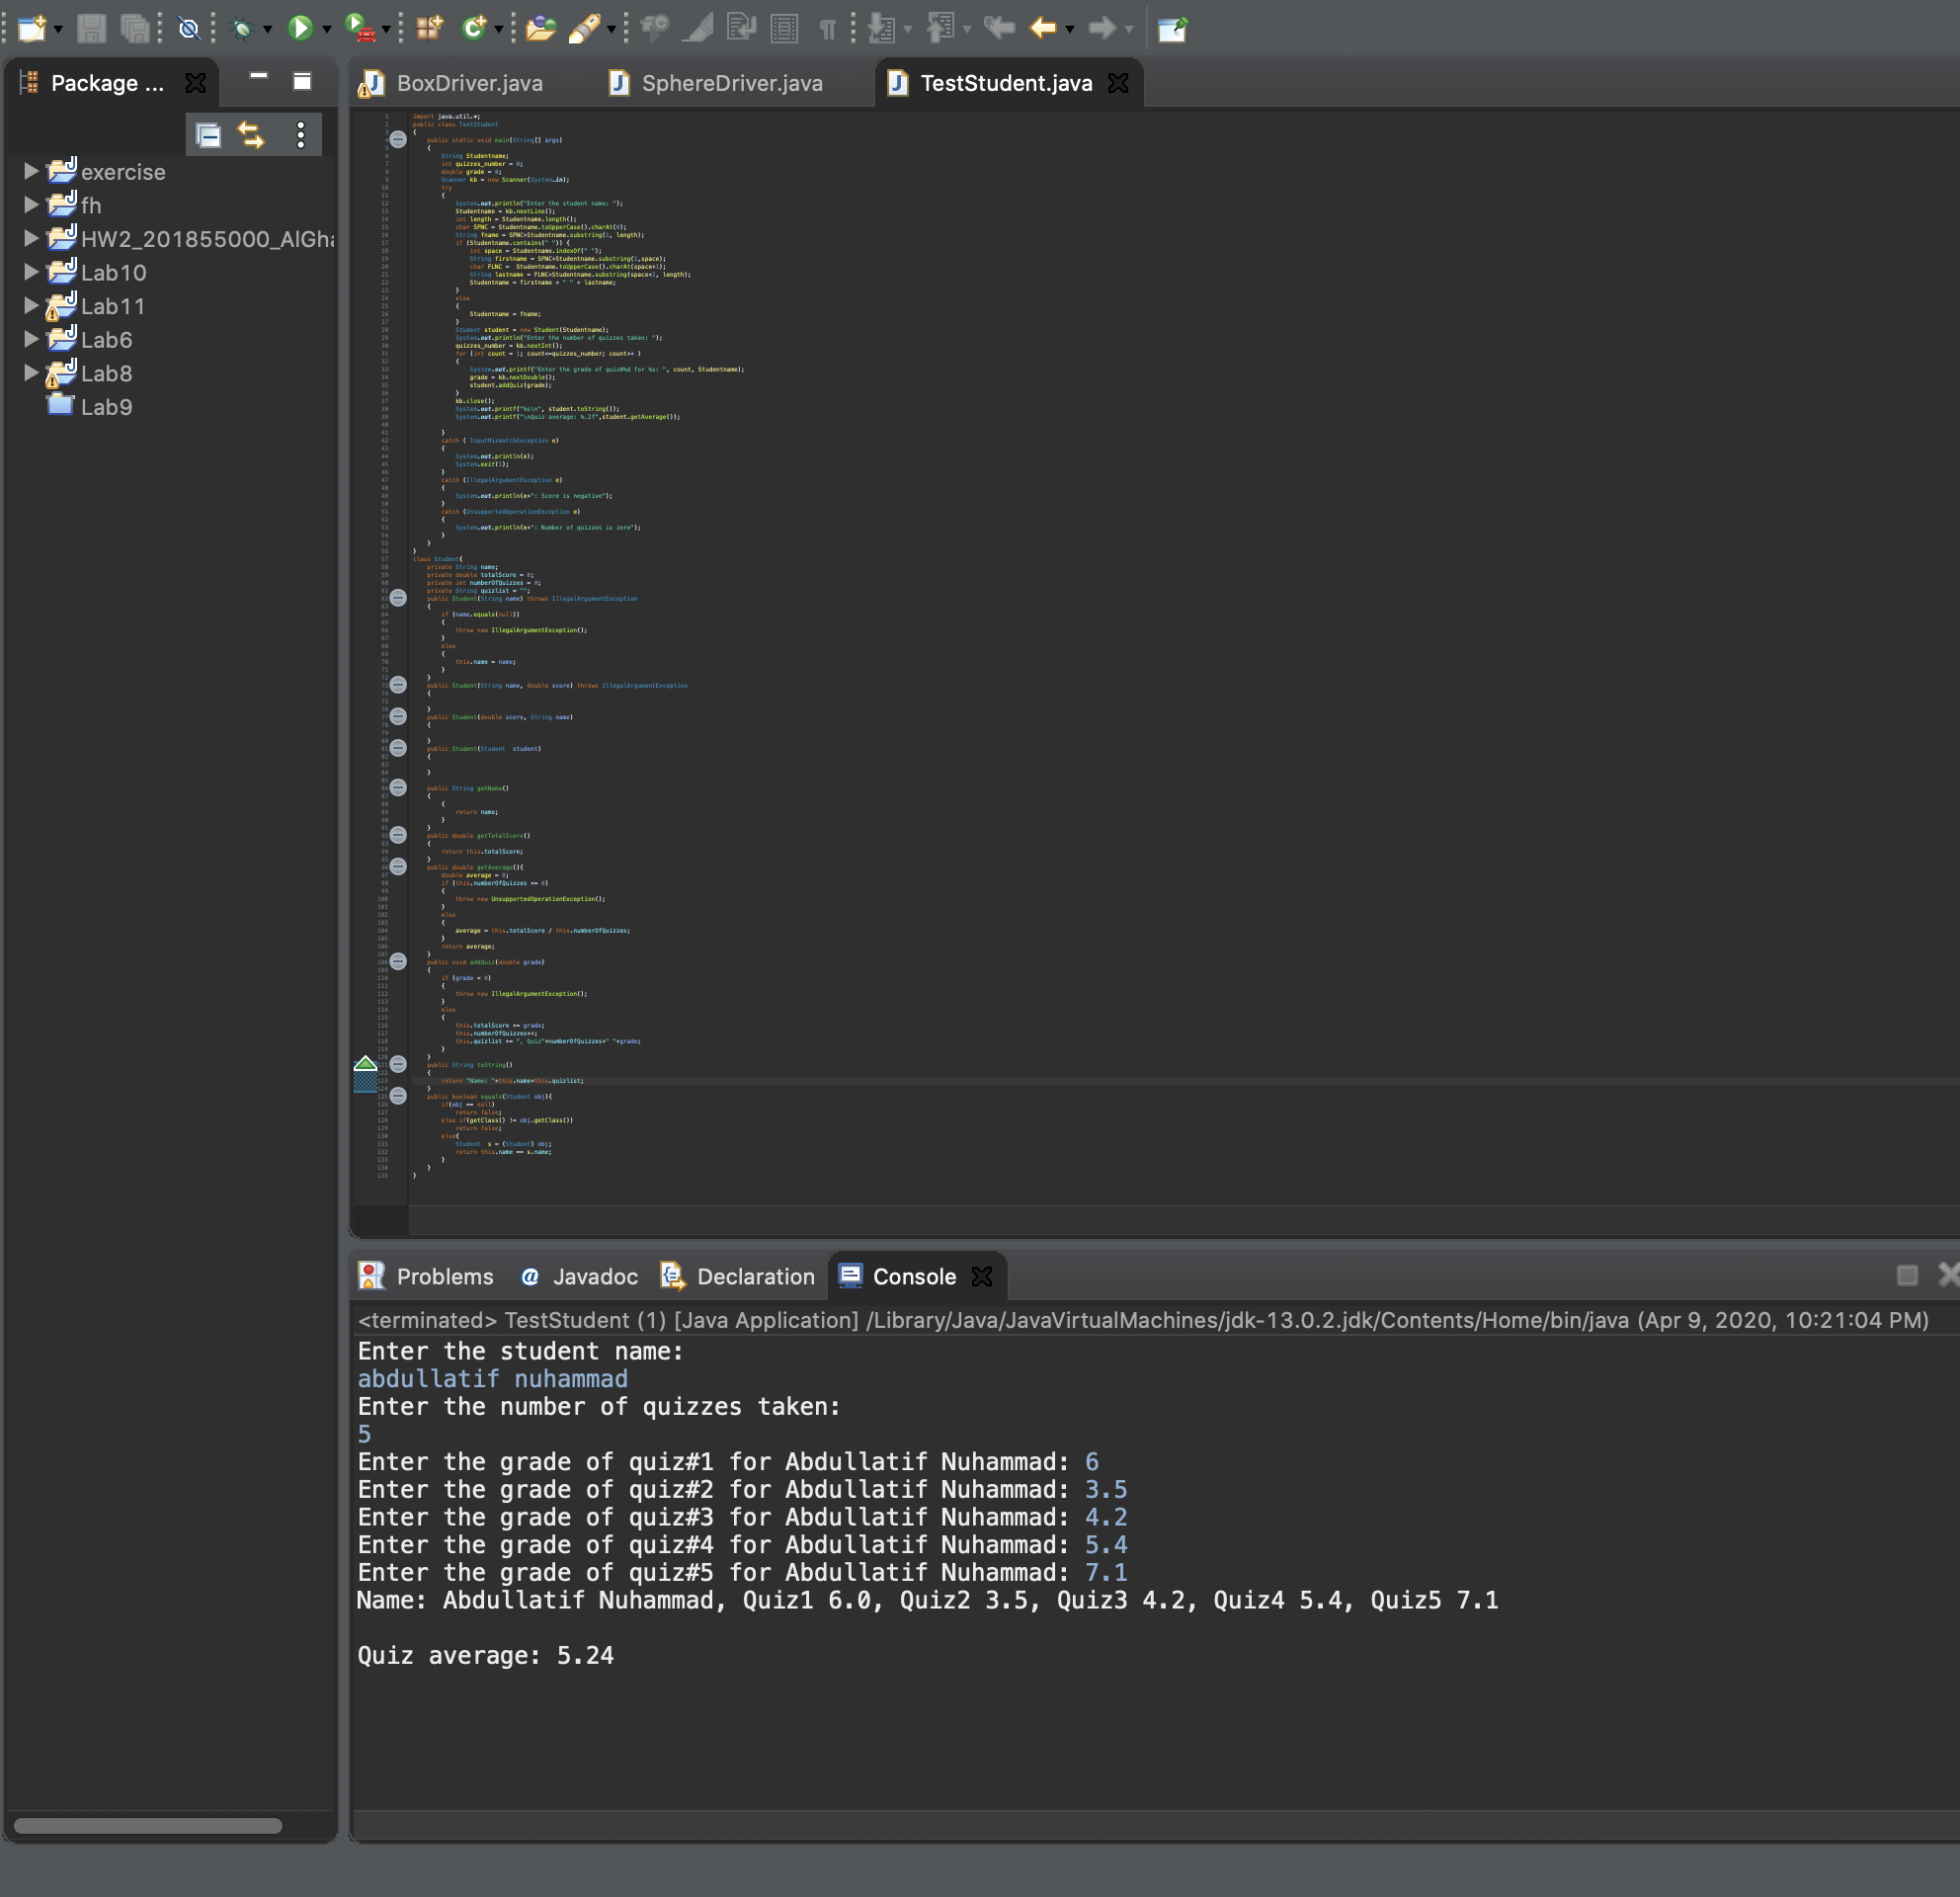 Package ...
BoxDriver.java
SphereDriver.java
TestStudent.java
exercise
fh
HW2_201855000_AlGha
Lab10
Lab11
Lab6
Lab8
Lab9
import java.util.*;
public class TestStudent
{
public static void main(String[] args)
{
String Studentname;
int quizzes_number = 0;
double grade = 0;
Scanner kb = new Scanner(System.in);
try
{
System.out.println("Enter the student name: ");
Studentname = kb.nextLine();
int length = Studentname.length();
char SFNC = Studentname.toUpperCase().charAt(0);
String fname = SFNC+Studentname.substring(1, length);
if (Studentname.contains(" ")) {
int space = Studentname.indexOf(" ");
String firstname = SFNC+Studentname.substring(1,space);
char FLNC =  Studentname.toUpperCase().charAt(space+1);
String lastname = FLNC+Studentname.substring(space+2, length);
Studentname = firstname + " " + lastname;
}
else
{
Studentname = fname;
}
Student student = new Student(Studentname);
System.out.println("Enter the number of quizzes taken: ");
quizzes_number = kb.nextInt();
for (int count = 1; count<=quizzes_number; count++ )
{
System.out.printf("Enter the grade of quiz#%d for %s: ", count, Studentname);
grade = kb.nextDouble();
student.addQuiz(grade);
}
kb.close();
System.out.printf("%s\n", student.toString());
System.out.printf("\nQuiz average: %.2f",student.getAverage());
}
catch ( InputMismatchException e)
{
System.out.println(e);
System.exit(1);
}
catch (IllegalArgumentException e)
{
System.out.println(e+": Score is negative");
}
catch (UnsupportedOperationException e)
{
System.out.println(e+": Number of quizzes is zero");
}
}
}
class Student{
private String name;
private double totalScore = 0;
private int numberOfQuizzes = 0;
private String quizlist = "";
public Student(String name) throws IllegalArgumentException
{
if (name.equals(null))
{
throw new IllegalArgumentException();
}
else
{
this.name = name;
}
}
public Student(String name, double score) throws IllegalArgumentException
{
}
public Student(double score, String name)
{
}
public Student(Student  student)
{
}
public String getName()
{
{
return name;
}
}
public double getTotalScore()
{
return this.totalScore;
}
public double getAverage(){
double average = 0;
if (this.numberOfQuizzes <= 0)
{
throw new UnsupportedOperationException();
}
else
{
average = this.totalScore / this.numberOfQuizzes;
}
return average;
}
public void addQuiz(double grade)
{
if (grade < 0)
{
throw new IllegalArgumentException();
}
else
{
this.totalScore += grade;
this.numberOfQuizzes++;
this.quizlist += ", Quiz"+numberOfQuizzes+" "+grade;
}
}
public String toString()
{
return "Name: "+this.name+this.quizlist;
}
public boolean equals(Student obj){
if(obj == null)
return false;
else if(getClass() != obj.getClass())
return false;
else{
Student  s = (Student) obj;
return this.name == s.name;
}
}
}
Problems @ Javadoc Declaration Console
<terminated> TestStudent (1) [Java Application] /Library/Java/JavaVirtualMachines/jdk-13.0.2.jdk/Contents/Home/bin/java (Apr 9, 2020, 10:21:04 PM)
Enter the student name:
abdullatif nuhammad
Enter the number of quizzes taken:
5
Enter the grade of quiz#1 for Abdullatif Nuhammad: 6
Enter the grade of quiz#2 for Abdullatif Nuhammad: 3.5
Enter the grade of quiz#3 for Abdullatif Nuhammad: 4.2
Enter the grade of quiz#4 for Abdullatif Nuhammad: 5.4
Enter the grade of quiz#5 for Abdullatif Nuhammad: 7.1
Name: Abdullatif Nuhammad, Quiz1 6.0, Quiz2 3.5, Quiz3 4.2, Quiz4 5.4, Quiz5 7.1
Quiz average: 5.24